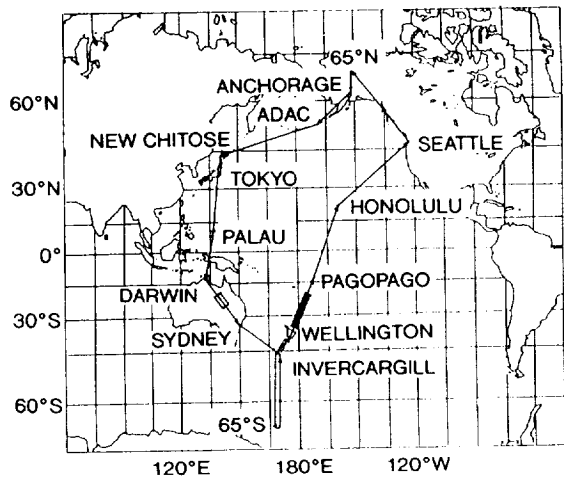 65°N
ANCHORAGE
60°N
ADAC
NEW CHITOSE
SEATTLE
TOKYO
30°N
HONOLULU
PALAU
0°
PAGOPAGO
DARWIN
30°S
SYDNEY
WELLINGTON
INVERCARGILL
60°S
65°S
120°E
180°E
120°W